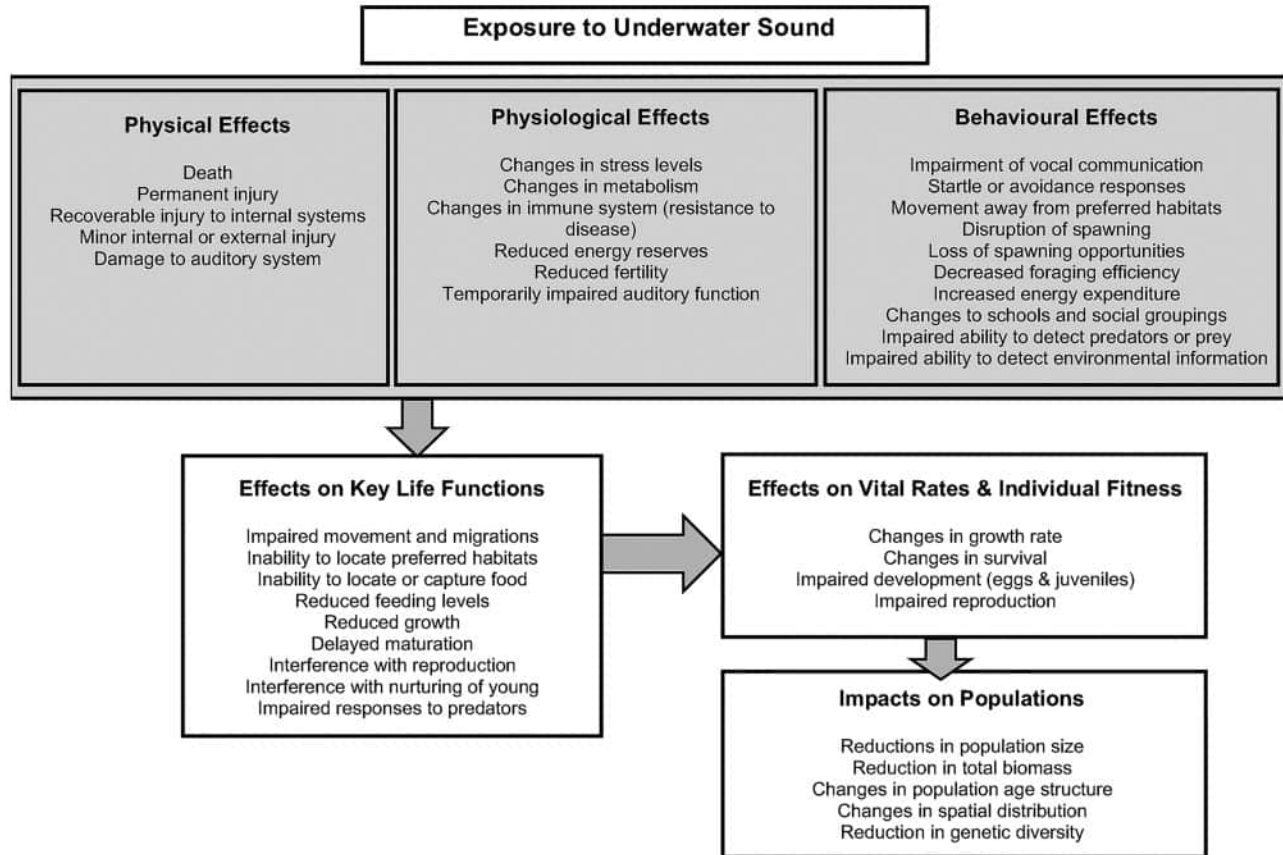 Exposure to Underwater Sound
Physical Effects
Death
Permanent injury
Recoverable injury to internal systems
Minor internal or external injury
Damage to auditory system
Physiological Effects
Changes in stress levels
Changes in metabolism
Changes in immune system (resistance to
disease)
Reduced energy reserves
Reduced fertility
Temporarily impaired auditory function
Behavioural Effects
Impairment of vocal communication
Startle or avoidance responses
Movement away from preferred habitats
Disruption of spawning
Loss of spawning opportunities
Decreased foraging efficiency
Increased energy expenditure
Changes to schools and social groupings
Impaired ability to detect predators or prey
Impaired ability to detect environmental information
Effects on Key Life Functions
Impaired movement and migrations
Inability to locate preferred habitats
Inability to locate or capture food
Reduced feeding levels
Reduced growth
Delayed maturation
Interference with reproduction
Interference with nurturing of young
Impaired responses to predators
Effects on Vital Rates & Individual Fitness
Changes in growth rate
Changes in survival
Impaired development (eggs & juveniles)
Impaired reproduction
Impacts on Populations
Reductions in population size
Reduction in total biomass
Changes in population age structure
Changes in spatial distribution
Reduction in genetic diversity